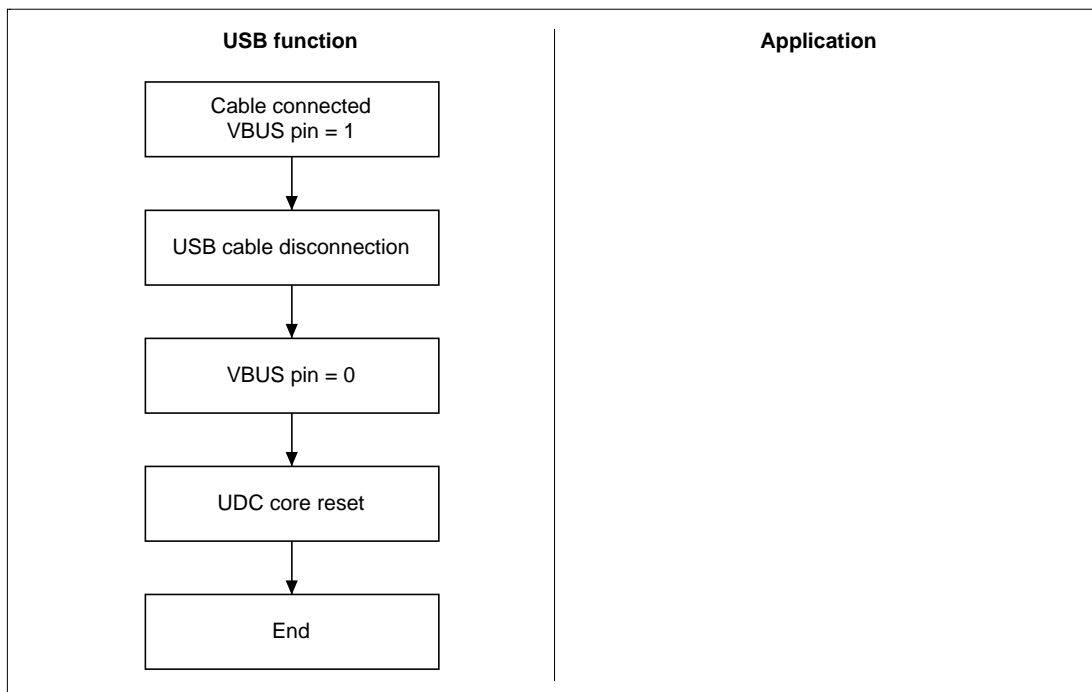 USB function
Application
Cable connected
VBUS pin = 1
USB cable disconnection
VBUS pin = 0
UDC core reset
End